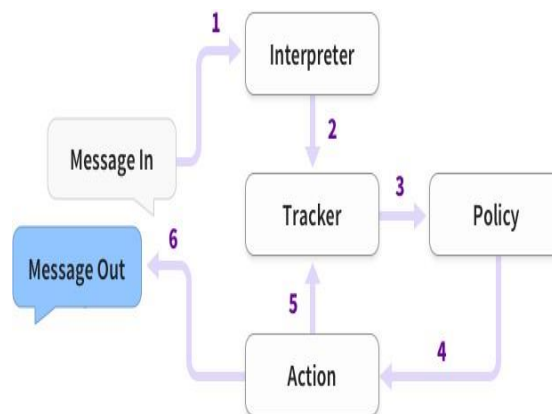 1
Interpreter
2
Message In
3
Tracker
Policy
6
Message Out
5
4
Action